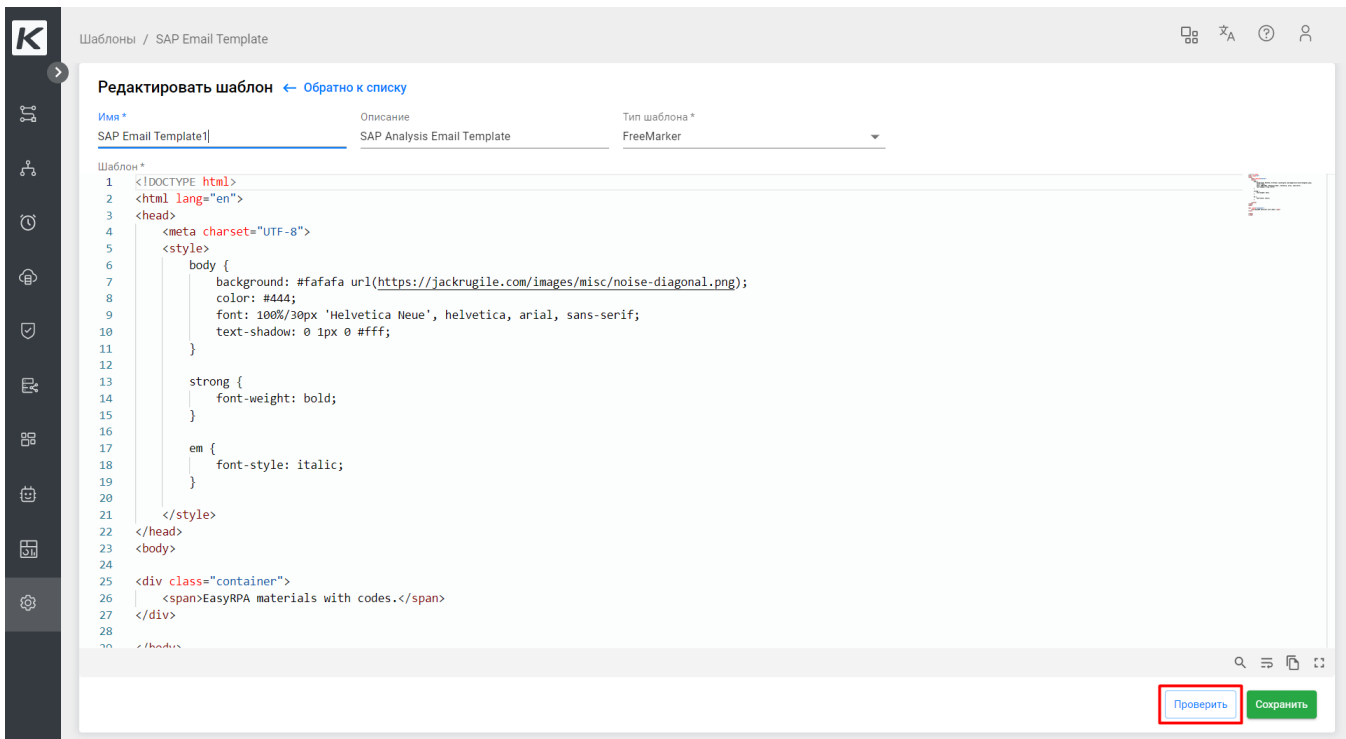 K
Шаблоны / SAP Email Template
Редактировать шаблон ← Обратно к списку
Имя * Описание Тип шаблона *
SAP Email Template1 SAP Analysis Email Template FreeMarker
Шаблон *
1 <!DOCTYPE html>
2 <html lang="en">
3 <head>
4 <meta charset="UTF-8">
5 <style>
6 body {
7 background: #fafafa url(https://jackrugile.com/images/misc/noise-diagonal.png);
8 color: #444;
9 font: 100%/30px 'Helvetica Neue', helvetica, arial, sans-serif;
10 text-shadow: 0 1px 0 #fff;
11 }
12
13 strong {
14 font-weight: bold;
15 }
16
17 em {
18 font-style: italic;
19 }
20
21 </style>
22 </head>
23 <body>
24
25 <div class="container">
26 <span>EasyRPA materials with codes.</span>
27 </div>
28
29 </body>
Проверить Сохранить